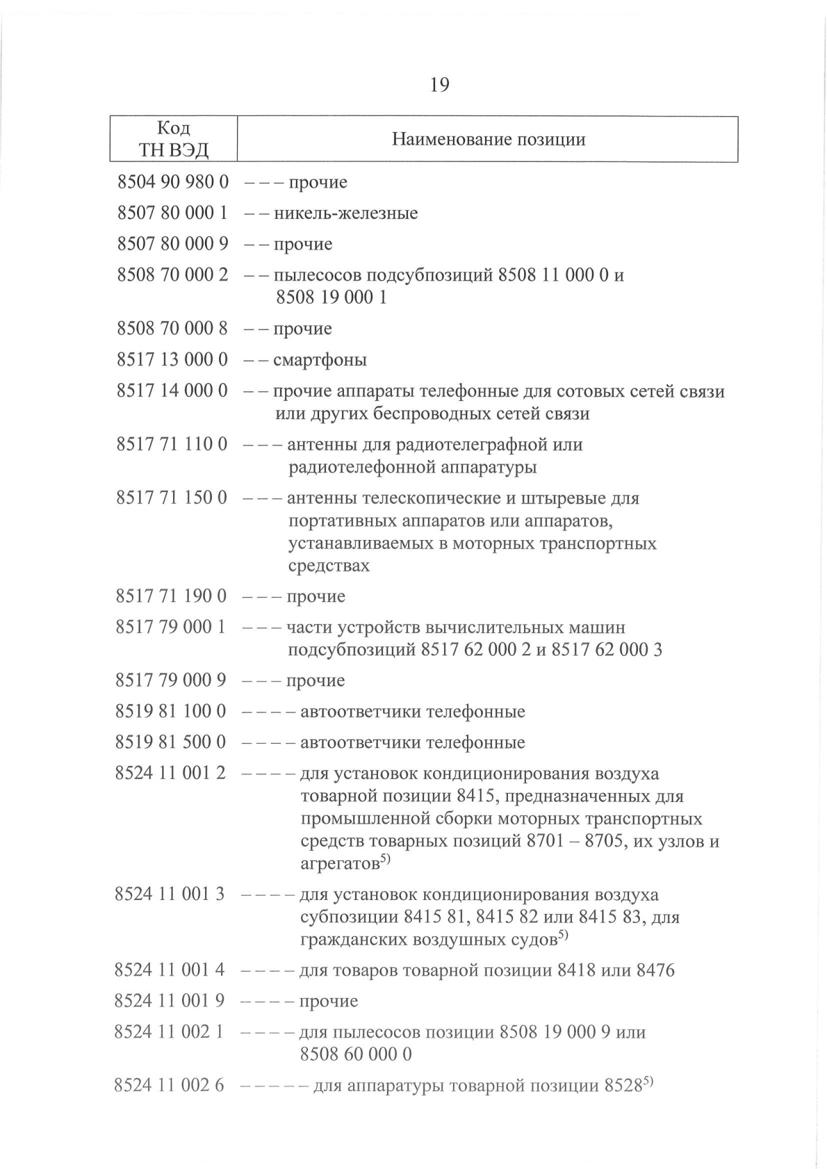 19
Код
ТН ВЭД
Наименование позиции
8504 90 980 0 – – – прочие
8507 80 000 1 – – никель-железные
8507 80 000 9 – – прочие
8508 70 000 2 – – пылесосов подсубпозиций 8508 11 000 0 и
8508 19 000 1
8508 70 000 8 – – прочие
8517 13 000 0 – – смартфоны
8517 14 000 0 – – прочие аппараты телефонные для сотовых сетей связи
или других беспроводных сетей связи
8517 71 110 0 – – – антенны для радиотелеграфной или
радиотелефонной аппаратуры
8517 71 150 0 – – – антенны телескопические и штыревые для
портативных аппаратов или аппаратов,
устанавливаемых в моторных транспортных
средствах
8517 71 190 0 – – – прочие
8517 79 000 1 – – – части устройств вычислительных машин
подсубпозиций 8517 62 000 2 и 8517 62 000 3
8517 79 000 9 – – – прочие
8519 81 100 0 – – – – автоответчики телефонные
8519 81 500 0 – – – – автоответчики телефонные
8524 11 001 2 – – – – для установок кондиционирования воздуха
товарной позиции 8415, предназначенных для
промышленной сборки моторных транспортных
средств товарных позиций 8701 – 8705, их узлов и
агрегатов5)
8524 11 001 3 – – – – для установок кондиционирования воздуха
субпозиции 8415 81, 8415 82 или 8415 83, для
гражданских воздушных судов5)
8524 11 001 4 – – – – для товаров товарной позиции 8418 или 8476
8524 11 001 9 – – – – прочие
8524 11 002 1 – – – – для пылесосов позиции 8508 19 000 9 или
8508 60 000 0
8524 11 002 6 – – – – – для аппаратуры товарной позиции 85285)